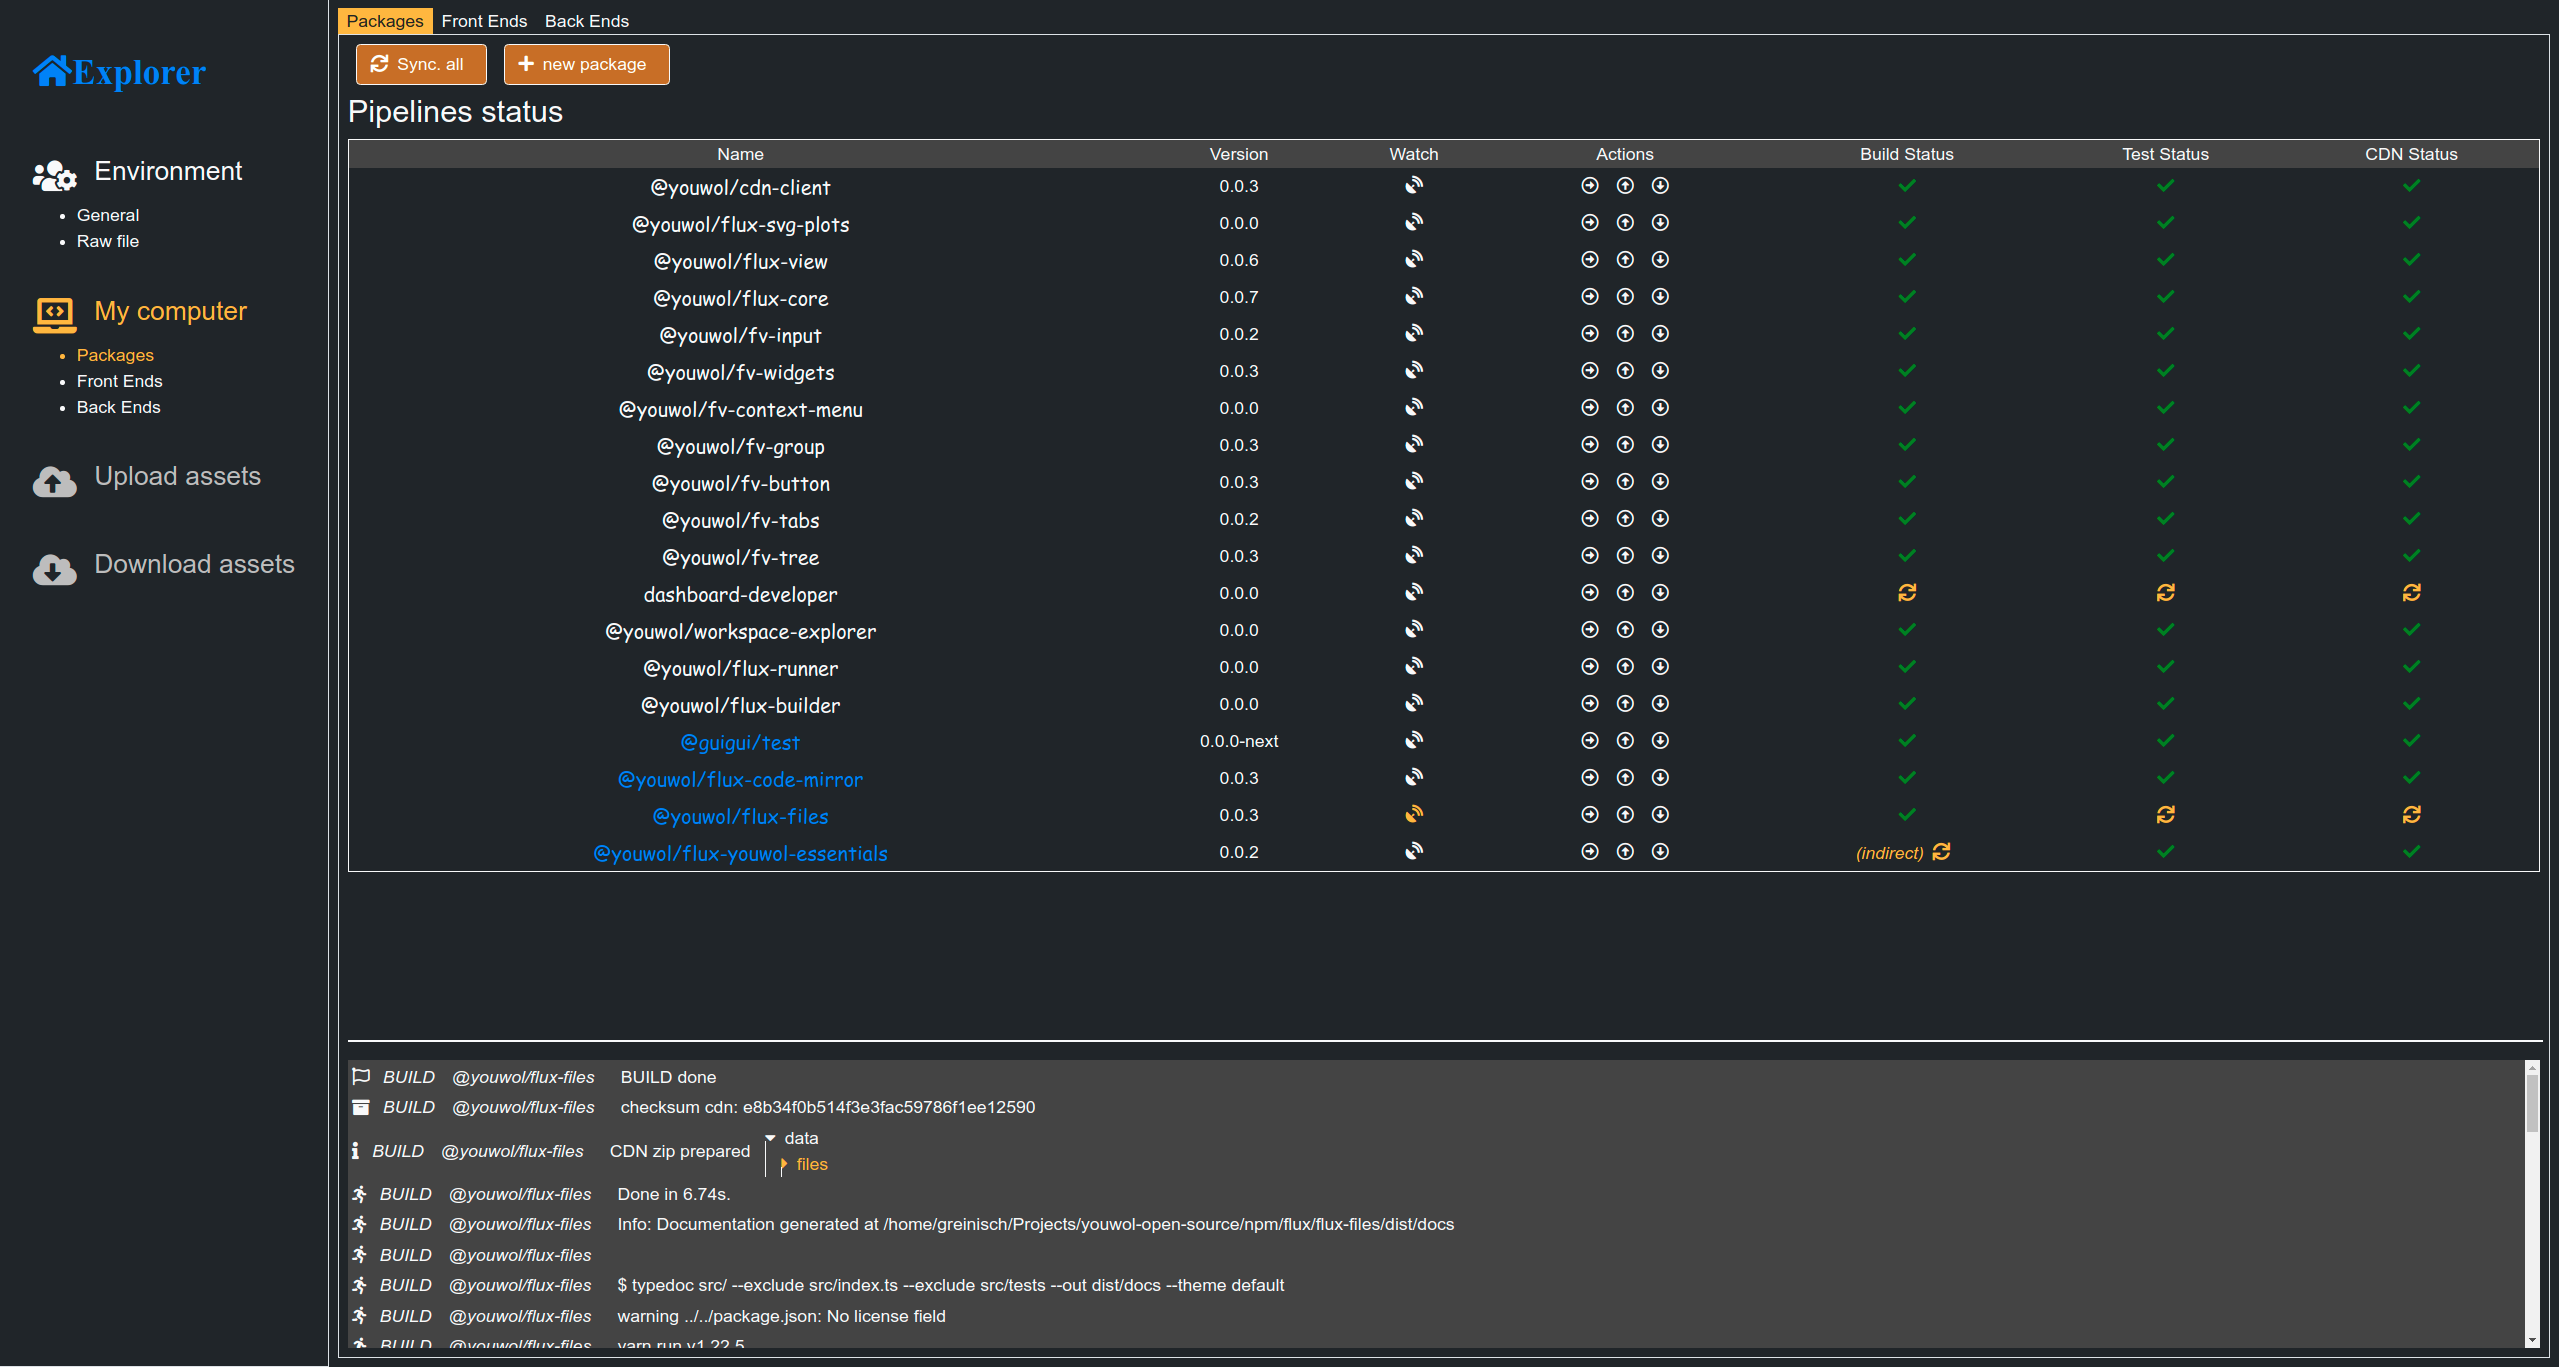 Explorer
Environment
General
Raw file
My computer
Packages
Front Ends
Back Ends
Upload assets
Download assets
Packages Front Ends Back Ends
Sync. all new package
Pipelines status
Name Version Watch Actions Build Status Test Status CDN Status
@youwol/cdn-client 0.0.3
@youwol/flux-svg-plots 0.0.0
@youwol/flux-view 0.0.6
@youwol/flux-core 0.0.7
@youwol/fv-input 0.0.2
@youwol/fv-widgets 0.0.3
@youwol/fv-context-menu 0.0.0
@youwol/fv-group 0.0.3
@youwol/fv-button 0.0.3
@youwol/fv-tabs 0.0.2
@youwol/fv-tree 0.0.3
dashboard-developer 0.0.0
@youwol/workspace-explorer 0.0.0
@youwol/flux-runner 0.0.0
@youwol/flux-builder 0.0.0
@guigui/test 0.0.0-next
@youwol/flux-code-mirror 0.0.3
@youwol/flux-files 0.0.3
@youwol/flux-youwol-essentials 0.0.2 (indirect)
BUILD @youwol/flux-files BUILD done
BUILD @youwol/flux-files checksum cdn: e8b34f0b514f3e3fac59786f1ee12590
BUILD @youwol/flux-files CDN zip prepared data
files
BUILD @youwol/flux-files Done in 6.74s.
BUILD @youwol/flux-files Info: Documentation generated at /home/greinisch/Projects/youwol-open-source/npm/flux/flux-files/dist/docs
BUILD @youwol/flux-files
BUILD @youwol/flux-files $ typedoc src/ --exclude src/index.ts --exclude src/tests --out dist/docs --theme default
BUILD @youwol/flux-files warning ../../package.json: No license field
BUILD @youwol/flux-files yarn run v1.22.5